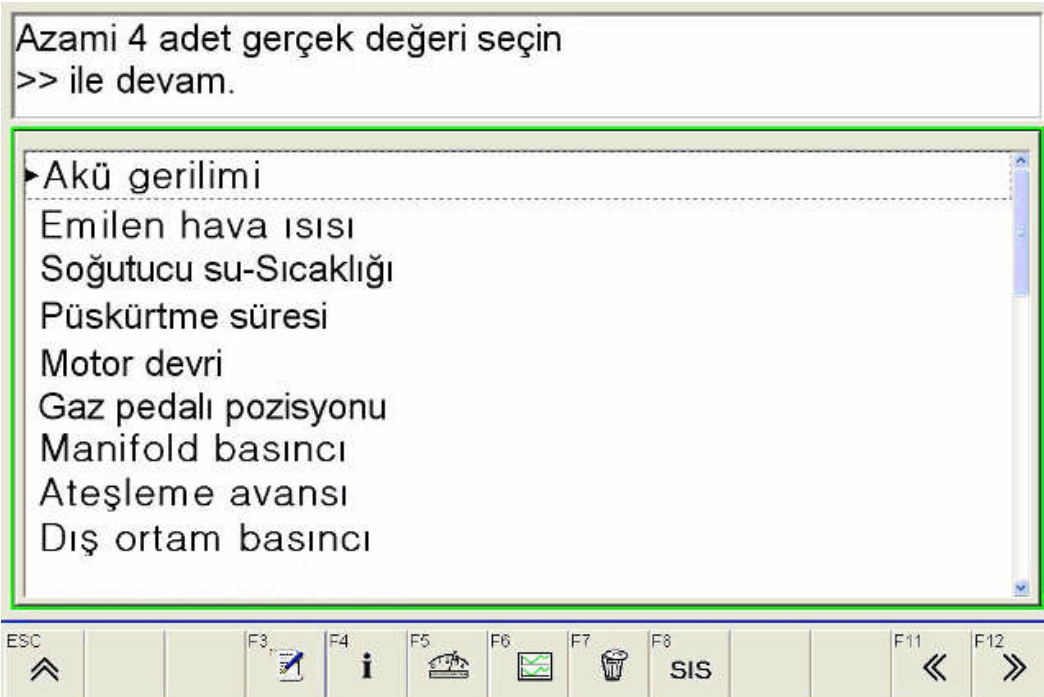 Azami 4 adet gerçek değeri seçin
>> ile devam.
Akü gerilimi
Emilen hava ısısı
Soğutucu su-Sıcaklığı
Püskürtme süresi
Motor devri
Gaz pedalı pozisyonu
Manifold basıncı
Ateşleme avansı
Dış ortam basıncı
ESC F3 F4 F5 F6 F7 F8 F11 F12
i SIS